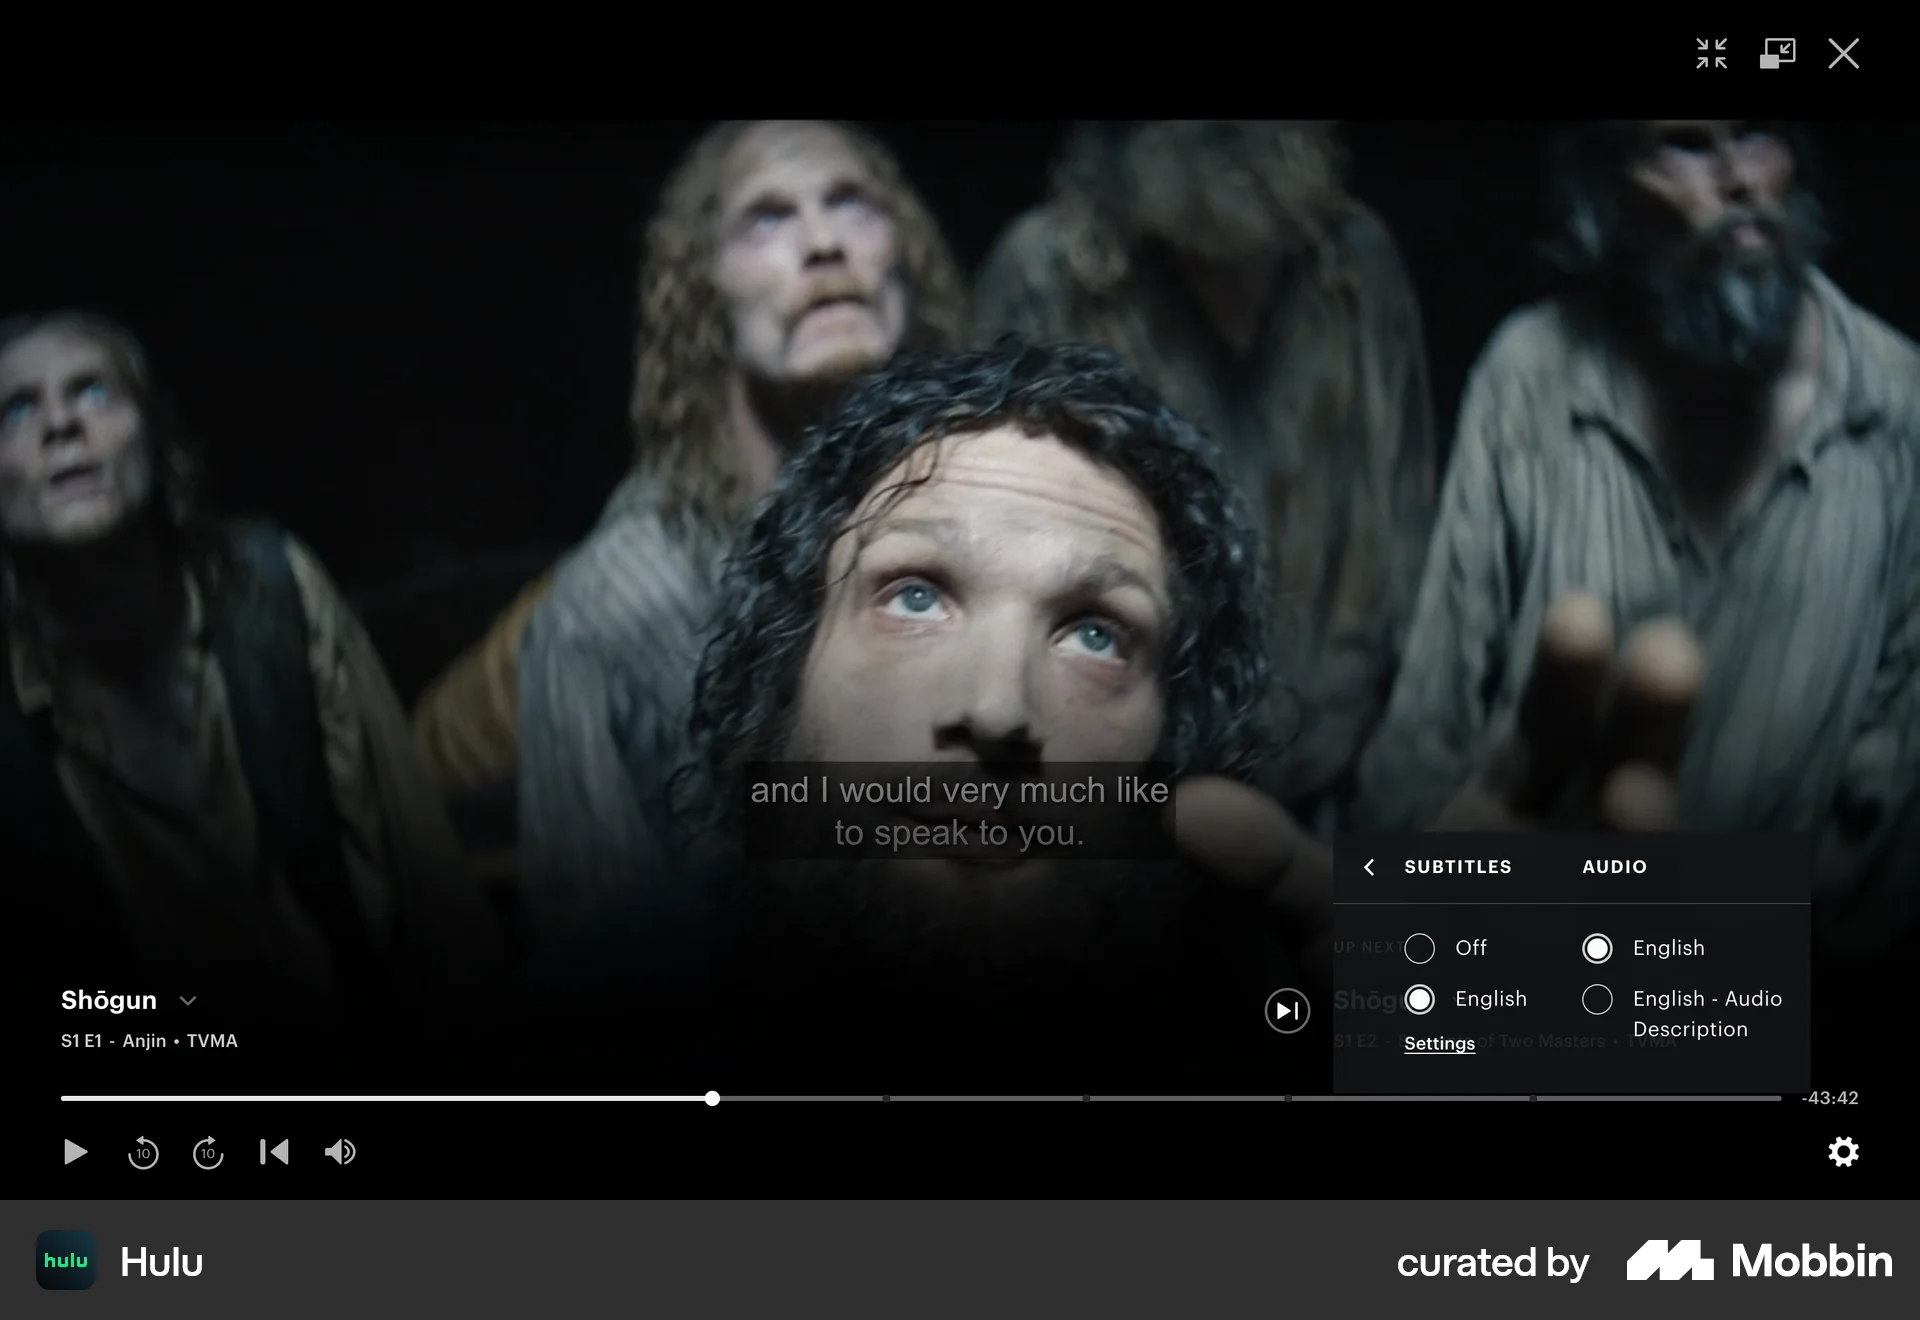 and I would very much like
to speak to you.
SUBTITLES
AUDIO
UP NEXT
Off
English
English
English - Audio
Description
Settings
Shōgun
S1 E1 - Anjin • TVMA
Shōg
S1 E2 - of Two Masters • TVMA
-43:42
10
10
hulu
Hulu
curated by
Mobbin